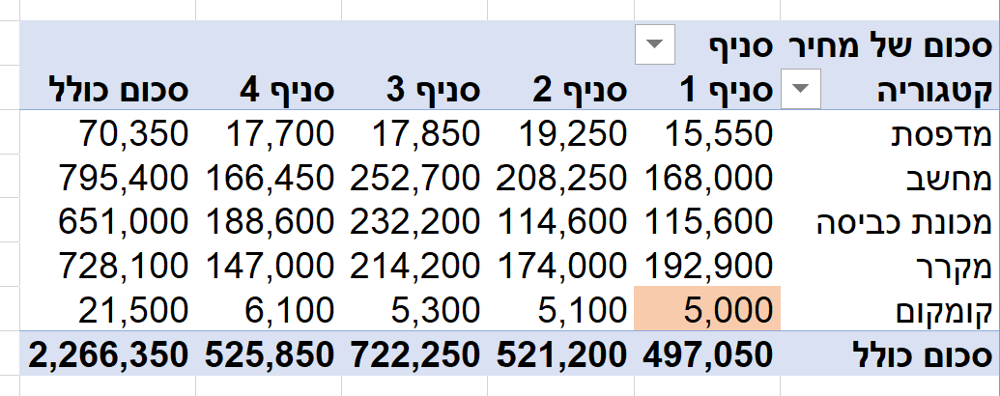 סכום של מחיר סניף
קטגוריה סניף 1 סניף 2 סניף 3 סניף 4 סכום כולל
מדפסת 15,550 19,250 17,850 17,700 70,350
מחשב 168,000 208,250 252,700 166,450 795,400
מכונת כביסה 115,600 114,600 232,200 188,600 651,000
מקרר 192,900 174,000 214,200 147,000 728,100
קומקום 5,000 5,100 5,300 6,100 21,500
סכום כולל 497,050 521,200 722,250 525,850 2,266,350